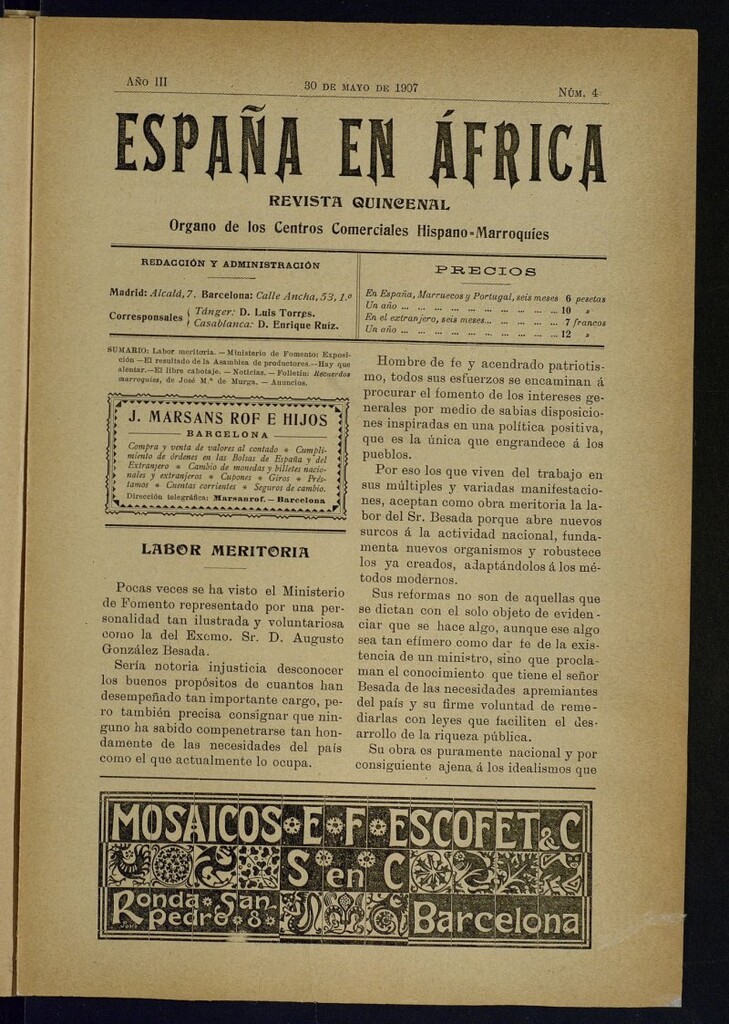 AÑO III
30 DE MAYO DE 1907
NÚM. 4
ESPAÑA EN ÁFRICA
REVISTA QUINCENAL
Organo de los Centros Comerciales Hispano-Marroquíes
REDACCIÓN Y ADMINISTRACIÓN
Madrid: Alcalá, 7. Barcelona: Calle Ancha, 53, 1.º
Corresponsales
Tánger: D. Luis Torres.
Casablanca: D. Enrique Ruiz.
PRECIOS
En España, Marruecos y Portugal, seis meses 6 pesetas
Un año ... ... ... ... ... ... ... ... ... 10 »
En el extranjero, seis meses... ... ... ... ... 7 francos
Un año ... ... ... ... ... ... ... ... ... 12 »
SUMARIO: Labor meritoria. — Ministerio de Fomento: Exposi-
ción — El resultado de la Asamblea de productores. — Hay que
alentar. — El libre cabotaje. — Noticias. — Folletín: Recuerdos
marroquíes, de José M.ª de Murga. — Anuncios.
J. MARSANS ROF E HIJOS
BARCELONA
Compra y venta de valores al contado * Cumpli-
miento de órdenes en las Bolsas de España y del
Extranjero * Cambio de monedas y billetes nacio-
nales y extranjeros * Cupones * Giros * Prés-
tamos * Cuentas corrientes * Seguros de cambio.
Dirección telegráfica: Marsanrof. — Barcelona
LABOR MERITORIA
Pocas veces se ha visto el Ministerio
de Fomento representado por una per-
sonalidad tan ilustrada y voluntariosa
como la del Excmo. Sr. D. Augusto
González Besada.
Sería notoria injusticia desconocer
los buenos propósitos de cuantos han
desempeñado tan importante cargo, pe-
ro también precisa consignar que nin-
guno ha sabido compenetrarse tan hon-
damente de las necesidades del país
como el que actualmente lo ocupa.
Hombre de fe y acendrado patriotis-
mo, todos sus esfuerzos se encaminan á
procurar el fomento de los intereses ge-
nerales por medio de sabias disposicio-
nes inspiradas en una política positiva,
que es la única que engrandece á los
pueblos.
Por eso los que viven del trabajo en
sus múltiples y variadas manifestacio-
nes, aceptan como obra meritoria la la-
bor del Sr. Besada porque abre nuevos
surcos á la actividad nacional, funda-
menta nuevos organismos y robustece
los ya creados, adaptándolos á los mé-
todos modernos.
Sus reformas no son de aquellas que
se dictan con el solo objeto de eviden-
ciar que se hace algo, aunque ese algo
sea tan efímero como dar fe de la exis-
tencia de un ministro, sino que procla-
man el conocimiento que tiene el señor
Besada de las necesidades apremiantes
del país y su firme voluntad de reme-
diarlas con leyes que faciliten el des-
arrollo de la riqueza pública.
Su obra es puramente nacional y por
consiguiente ajena á los idealismos que
MOSAICOS E F ESCOFET & C
S en C
Ronda San
Pedro 8
Barcelona